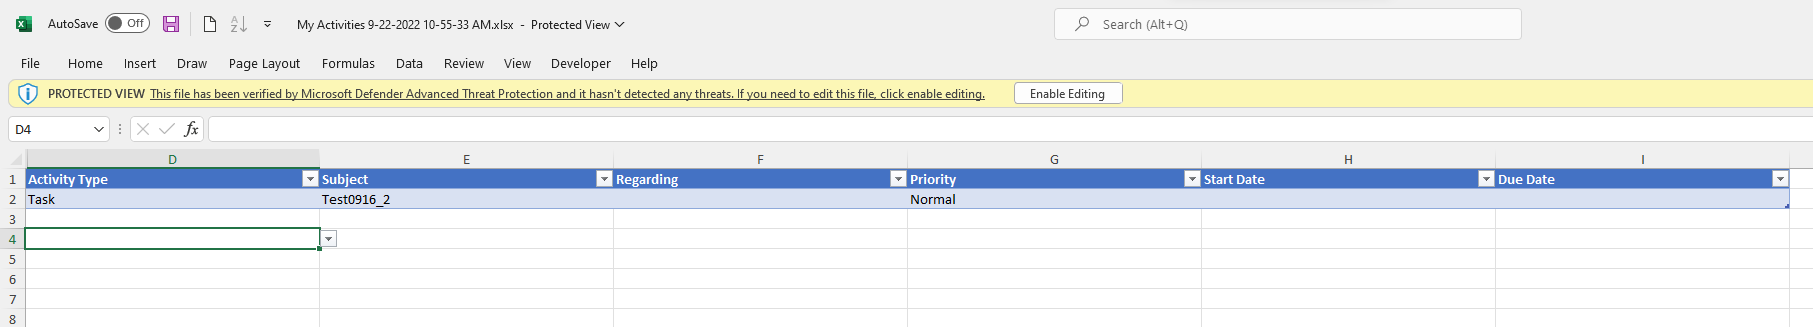 AutoSave Off My Activities 9-22-2022 10-55-33 AM.xlsx - Protected View Search (Alt+Q)
File Home Insert Draw Page Layout Formulas Data Review View Developer Help
PROTECTED VIEW This file has been verified by Microsoft Defender Advanced Threat Protection and it hasn't detected any threats. If you need to edit this file, click enable editing. Enable Editing
D4 fx
D E F G H I
1 Activity Type Subject Regarding Priority Start Date Due Date
2 Task Test0916_2 Normal
3
4
5
6
7
8